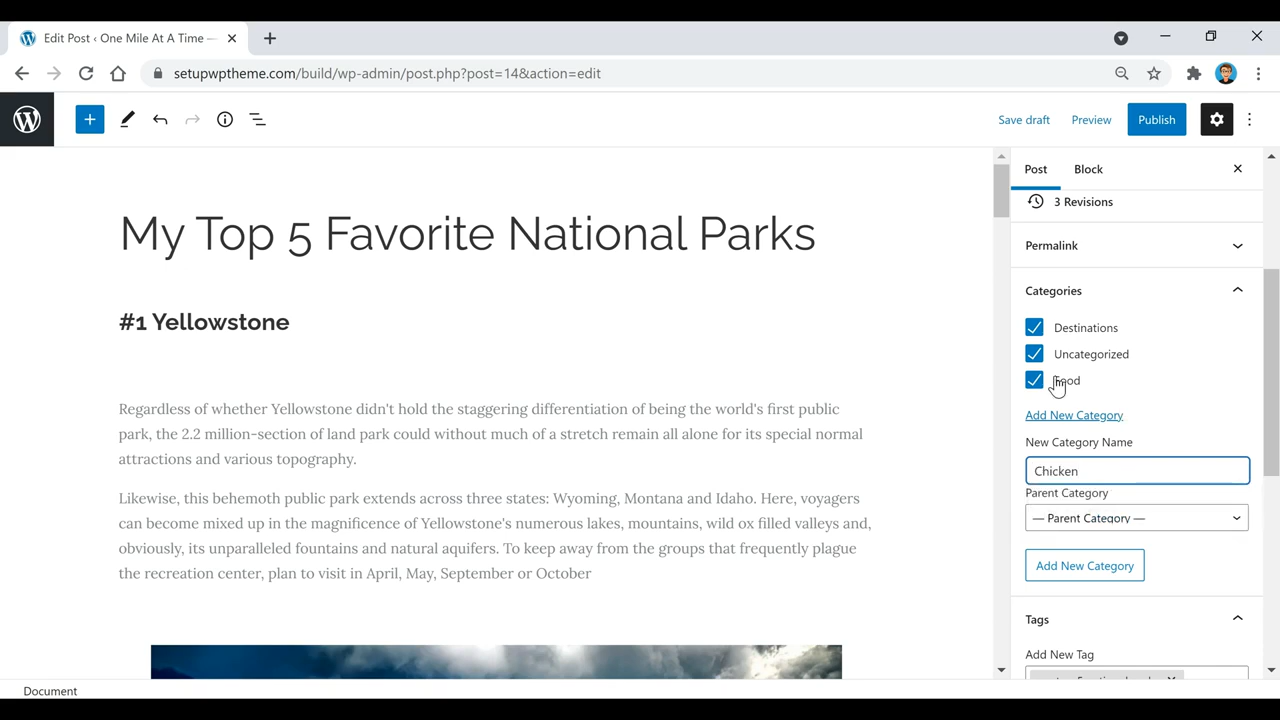 Edit Post ‹ One Mile At A Time —
setupwptheme.com/build/wp-admin/post.php?post=14&action=edit
Save draft
Preview
Publish
Post
Block
3 Revisions
Permalink
Categories
Destinations
Uncategorized
Food
Add New Category
New Category Name
Chicken
Parent Category
— Parent Category —
Add New Category
Tags
Add New Tag
My Top 5 Favorite National Parks
#1 Yellowstone
Regardless of whether Yellowstone didn't hold the staggering differentiation of being the world's first public
park, the 2.2 million-section of land park could without much of a stretch remain all alone for its special normal
attractions and various topography.
Likewise, this behemoth public park extends across three states: Wyoming, Montana and Idaho. Here, voyagers
can become mixed up in the magnificence of Yellowstone's numerous lakes, mountains, wild ox filled valleys and,
obviously, its unparalleled fountains and natural aquifers. To keep away from the groups that frequently plague
the recreation center, plan to visit in April, May, September or October
Document